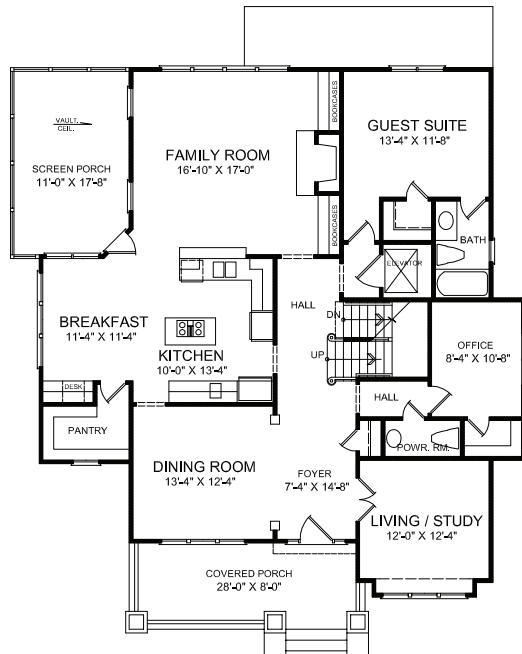 VAULT.
CEIL.
SCREEN PORCH
11'-0" X 17'-8"
FAMILY ROOM
16'-10" X 17'-0"
BOOKCASES
BOOKCASES
GUEST SUITE
13'-4" X 11'-8"
BATH
ELEVATOR
HALL
DN
UP
BREAKFAST
11'-4" X 11'-4"
KITCHEN
10'-0" X 13'-4"
OFFICE
8'-4" X 10'-8"
DESK
PANTRY
HALL
POWR. RM.
DINING ROOM
13'-4" X 12'-4"
FOYER
7'-4" X 14'-8"
LIVING / STUDY
12'-0" X 12'-4"
COVERED PORCH
28'-0" X 8'-0"